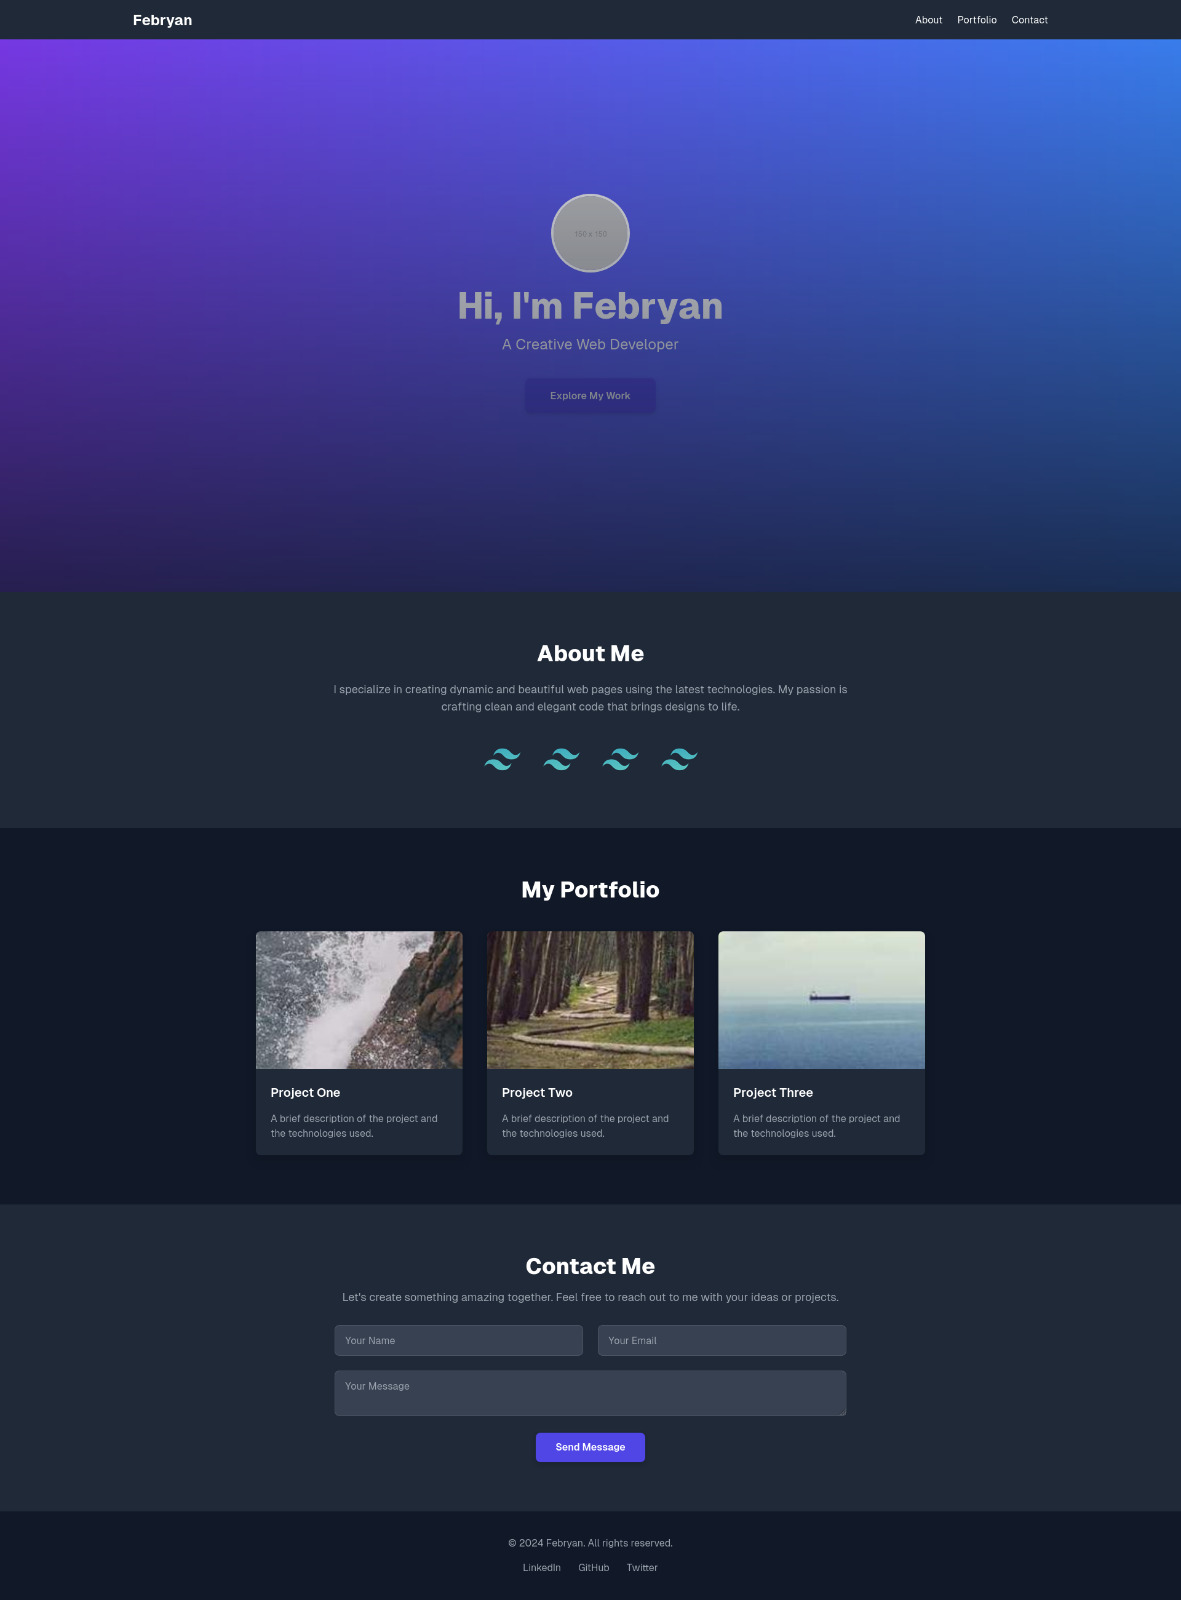 Febryan
About Portfolio Contact
150 x 150
Hi, I'm Febryan
A Creative Web Developer
Explore My Work
About Me
I specialize in creating dynamic and beautiful web pages using the latest technologies. My passion is
crafting clean and elegant code that brings designs to life.
My Portfolio
Project One
A brief description of the project and
the technologies used.
Project Two
A brief description of the project and
the technologies used.
Project Three
A brief description of the project and
the technologies used.
Contact Me
Let's create something amazing together. Feel free to reach out to me with your ideas or projects.
Your Name
Your Email
Your Message
Send Message
© 2024 Febryan. All rights reserved.
LinkedIn GitHub Twitter